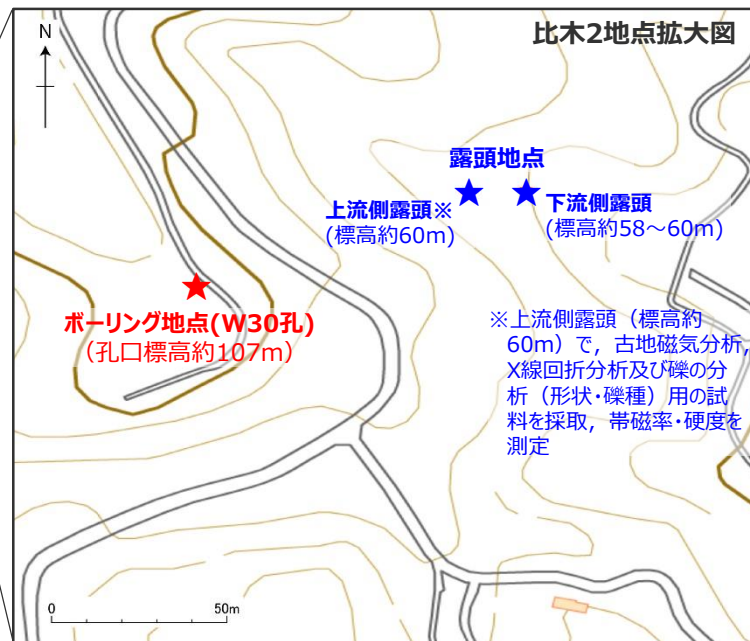 比木2地点拡大図
N
露頭地点
上流側露頭※
(標高約60m)
下流側露頭
(標高約58～60m)
ボーリング地点(W30孔)
（孔口標高約107m）
※上流側露頭（標高約
60m）で，古地磁気分析，
X線回折分析及び礫の分
析（形状・礫種）用の試
料を採取，帯磁率・硬度を
測定
0
50m